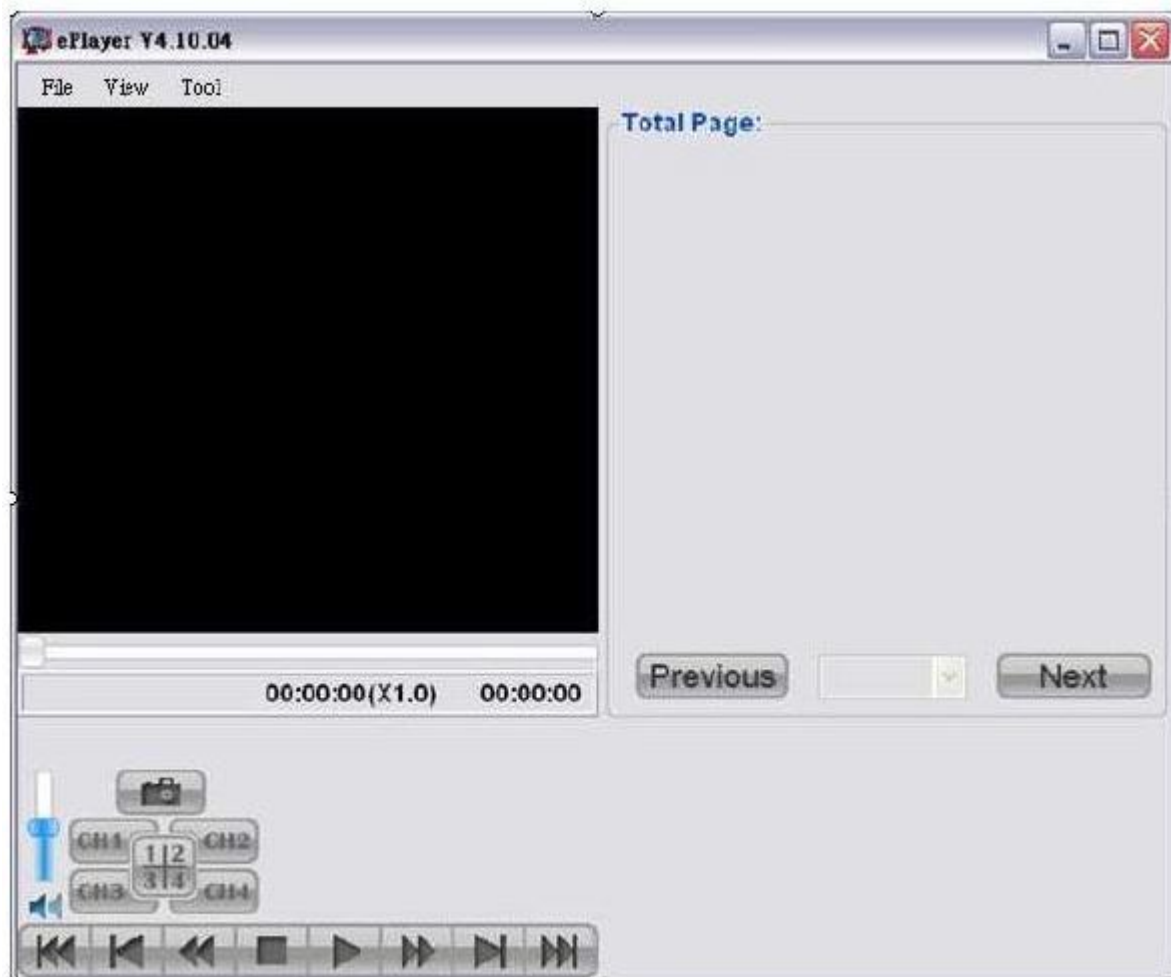 ePlayer V4.10.04
File View Tool
Total Page:
00:00:00(X1.0) 00:00:00
Previous Next
CH1 CH2
1 2
3 4
CH3 CH4